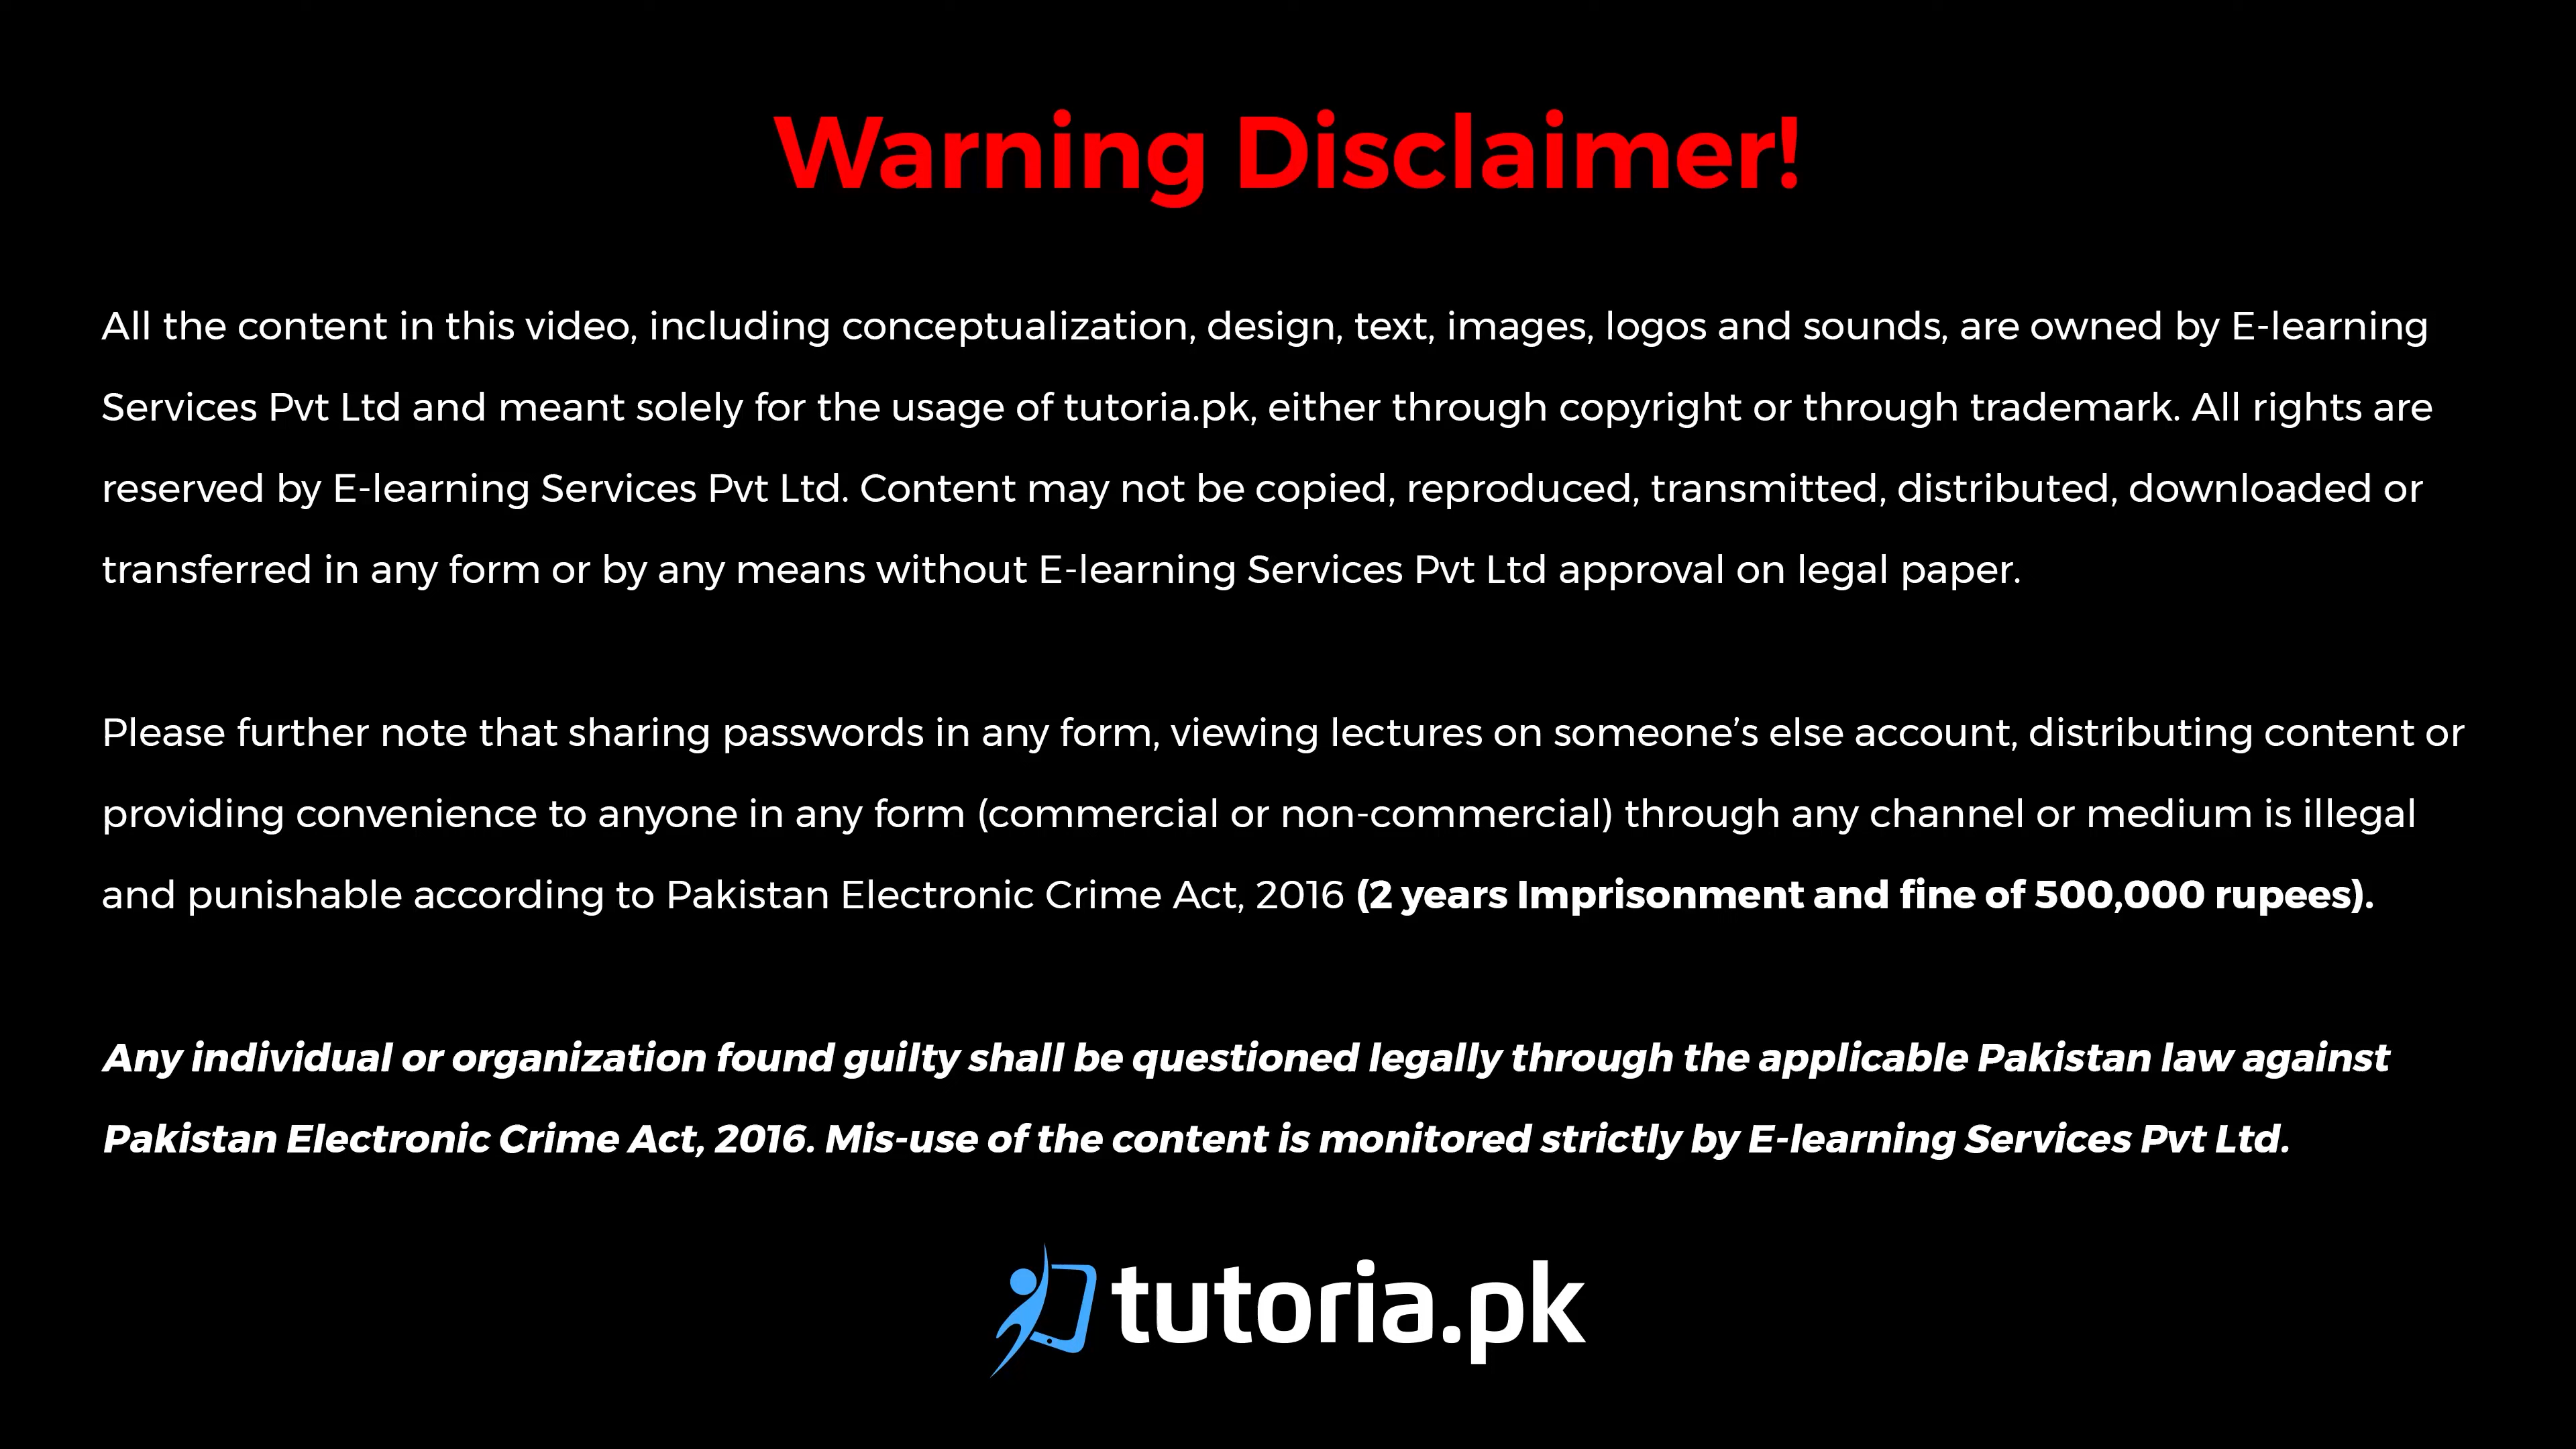 Warning Disclaimer!
All the content in this video, including conceptualization, design, text, images, logos and sounds, are owned by E-learning
Services Pvt Ltd and meant solely for the usage of tutoria.pk, either through copyright or through trademark. All rights are
reserved by E-learning Services Pvt Ltd. Content may not be copied, reproduced, transmitted, distributed, downloaded or
transferred in any form or by any means without E-learning Services Pvt Ltd approval on legal paper.
Please further note that sharing passwords in any form, viewing lectures on someone’s else account, distributing content or
providing convenience to anyone in any form (commercial or non-commercial) through any channel or medium is illegal
and punishable according to Pakistan Electronic Crime Act, 2016 (2 years Imprisonment and fine of 500,000 rupees).
Any individual or organization found guilty shall be questioned legally through the applicable Pakistan law against
Pakistan Electronic Crime Act, 2016. Mis-use of the content is monitored strictly by E-learning Services Pvt Ltd.
tutoria.pk